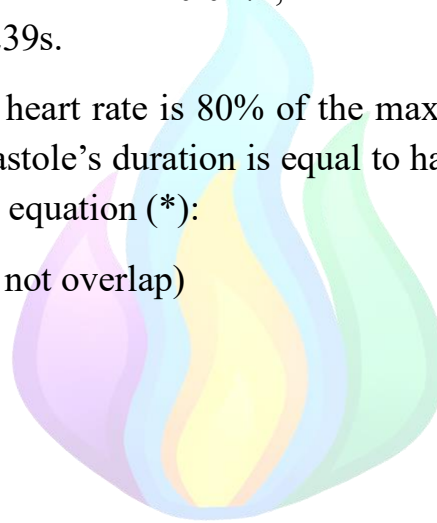 39s.
heart rate is 80% of the max
astole’s duration is equal to ha
equation (*):
not overlap)